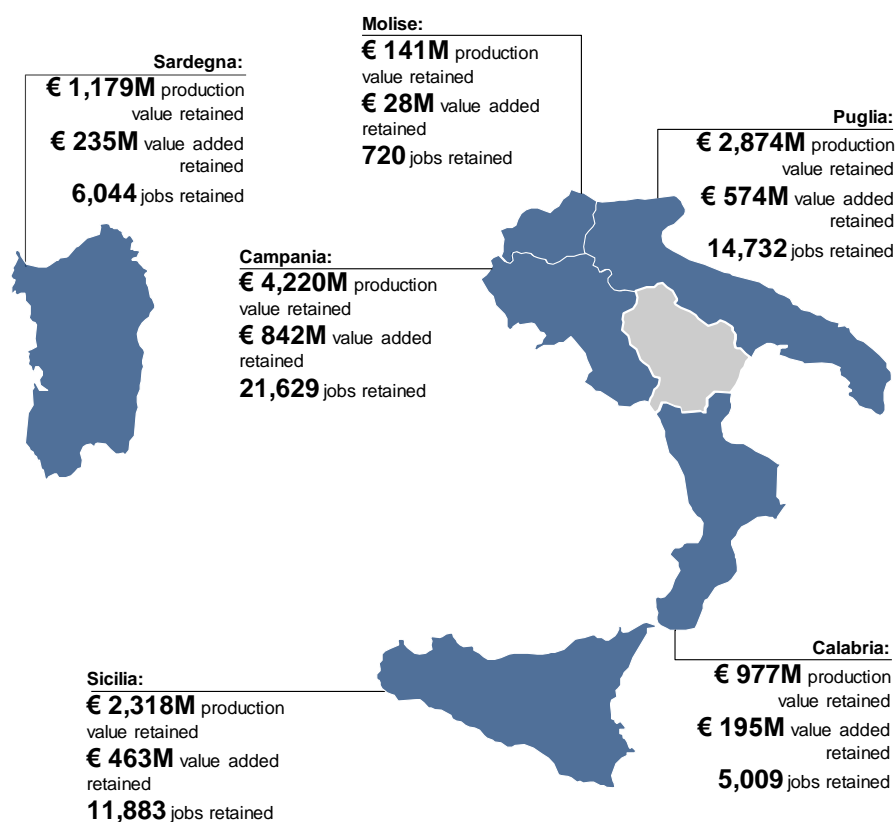 Molise:
€ 141M production
value retained
€ 28M value added
retained
720 jobs retained
Sardegna:
€ 1,179M production
value retained
€ 235M value added
retained
6,044 jobs retained
Puglia:
€ 2,874M production
value retained
€ 574M value added
retained
14,732 jobs retained
Campania:
€ 4,220M production
value retained
€ 842M value added
retained
21,629 jobs retained
Calabria:
€ 977M production
value retained
€ 195M value added
retained
5,009 jobs retained
Sicilia:
€ 2,318M production
value retained
€ 463M value added
retained
11,883 jobs retained